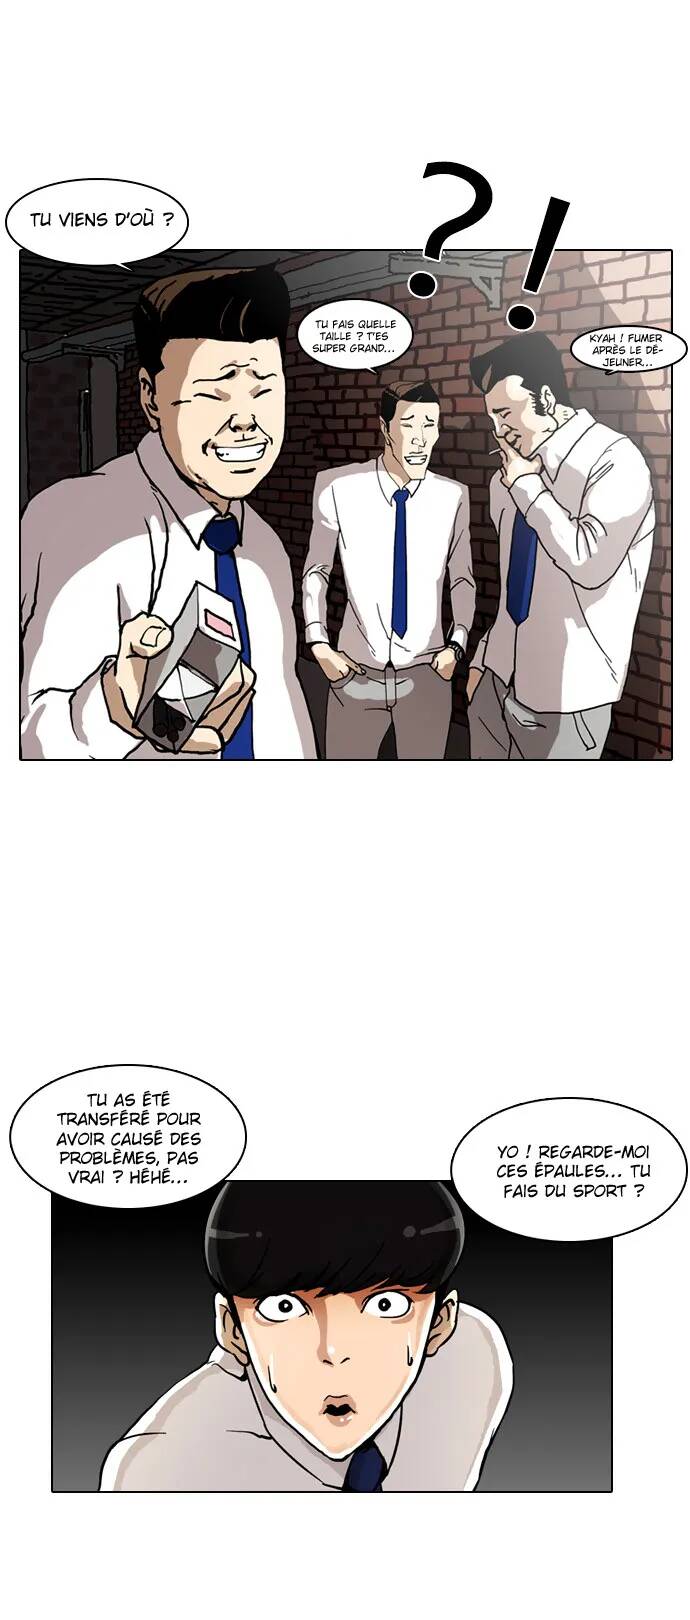 TU VIENS D'OÙ ?
?
!
TU FAIS QUELLE
TAILLE ? T'ES
SUPER GRAND...
KYAH ! FUMER
APRÈS LE DÉ-
JEUNER...
TU AS ÉTÉ
TRANSFÉRÉ POUR
AVOIR CAUSÉ DES
PROBLÈMES, PAS
VRAI ? HÉHÉ...
YO ! REGARDE-MOI
CES ÉPAULES... TU
FAIS DU SPORT ?